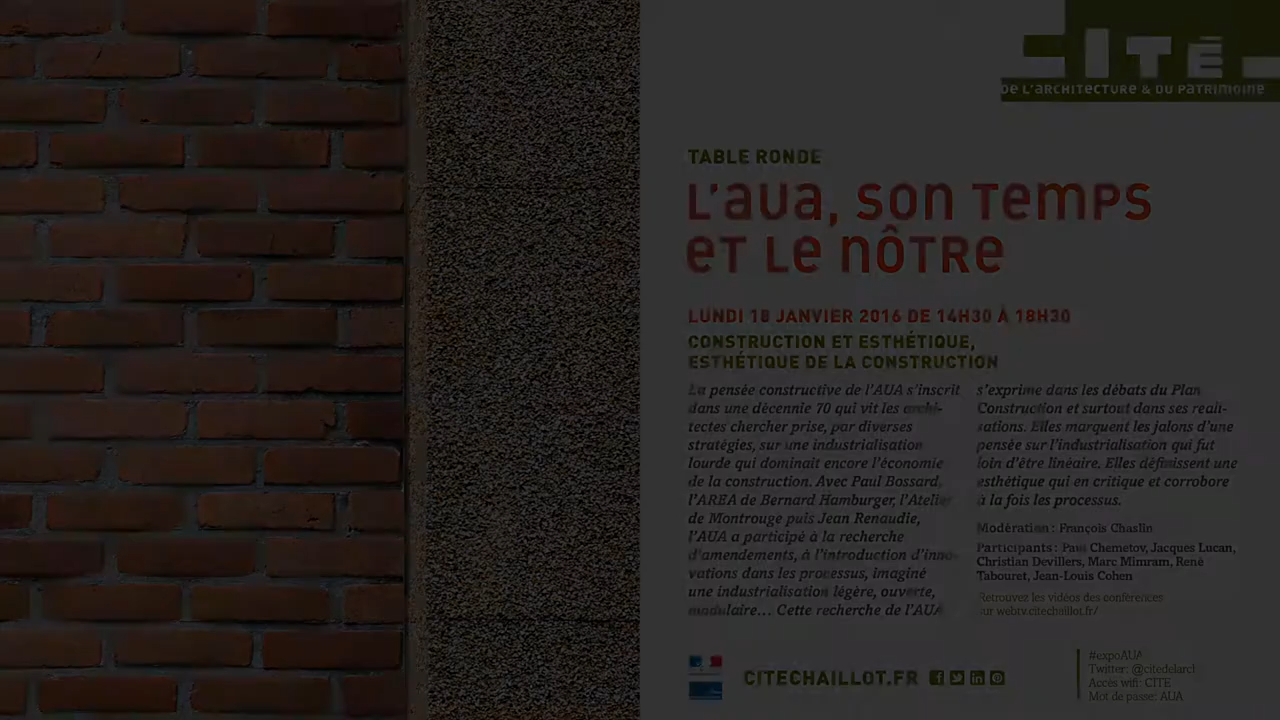 CITÉ
DE L'ARCHITECTURE & DU PATRIMOINE
TABLE RONDE
L'AUA, SON TEMPS
ET LE NÔTRE
LUNDI 18 JANVIER 2016 DE 14H30 À 18H30
CONSTRUCTION ET ESTHÉTIQUE,
ESTHÉTIQUE DE LA CONSTRUCTION
La pensée constructive de l'AUA s'inscrit
dans une décennie 70 qui vit les archi-
tectes chercher prise, par diverses
stratégies, sur une industrialisation
lourde qui dominait encore l'économie
de la construction. Avec Paul Bossard,
l'AREA de Bernard Hamburger, l'Atelier
de Montrouge puis Jean Renaudie,
l'AUA a participé à la recherche
d'amendements, à l'introduction d'inno-
vations dans les processus, imaginé
une industrialisation légère, ouverte,
modulaire... Cette recherche de l'AUA
s'exprime dans les débats du Plan
Construction et surtout dans ses reali-
sations. Elles marquent les jalons d'une
pensée sur l'industrialisation qui fut
loin d'être linéaire. Elles définissent une
esthétique qui en critique et corrobore
à la fois les processus.
Modération : François Chaslin
Participants : Paul Chemetov, Jacques Lucan,
Christian Devillers, Marc Mimram, René
Tabouret, Jean-Louis Cohen
Retrouvez les vidéos des conférences
sur webtv.citechaillot.fr/
CITECHAILLOT.FR
#expoAUA
Twitter: @citedelarchi
Accès wifi: CITE
Mot de passe: AUA